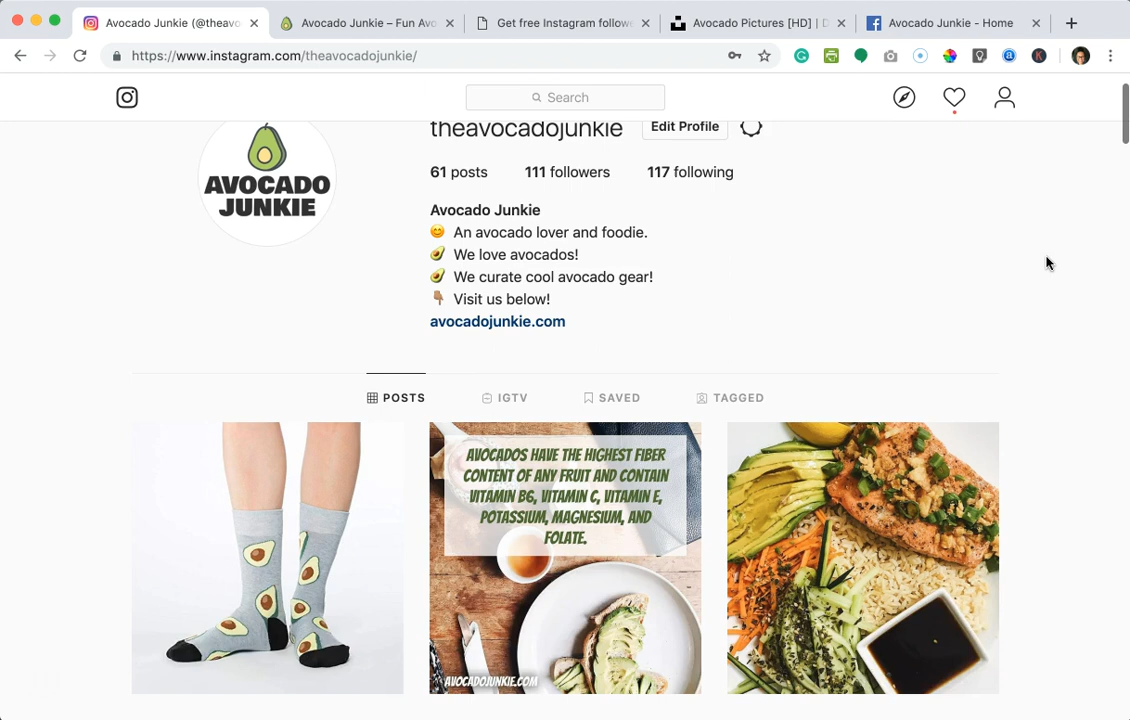 Avocado Junkie (@theavo
Avocado Junkie – Fun Avo
Get free Instagram followe
Avocado Pictures [HD] | D
Avocado Junkie - Home
https://www.instagram.com/theavocadojunkie/
Search
theavocadojunkie
Edit Profile
61 posts
111 followers
117 following
AVOCADO
JUNKIE
Avocado Junkie
😊 An avocado lover and foodie.
🥑 We love avocados!
🥑 We curate cool avocado gear!
👇🏽 Visit us below!
avocadojunkie.com
POSTS
IGTV
SAVED
TAGGED
AVOCADOS HAVE THE HIGHEST FIBER
CONTENT OF ANY FRUIT AND CONTAIN
VITAMIN B6, VITAMIN C, VITAMIN E,
POTASSIUM, MAGNESIUM, AND
FOLATE.
AVOCADOJUNKIE.COM